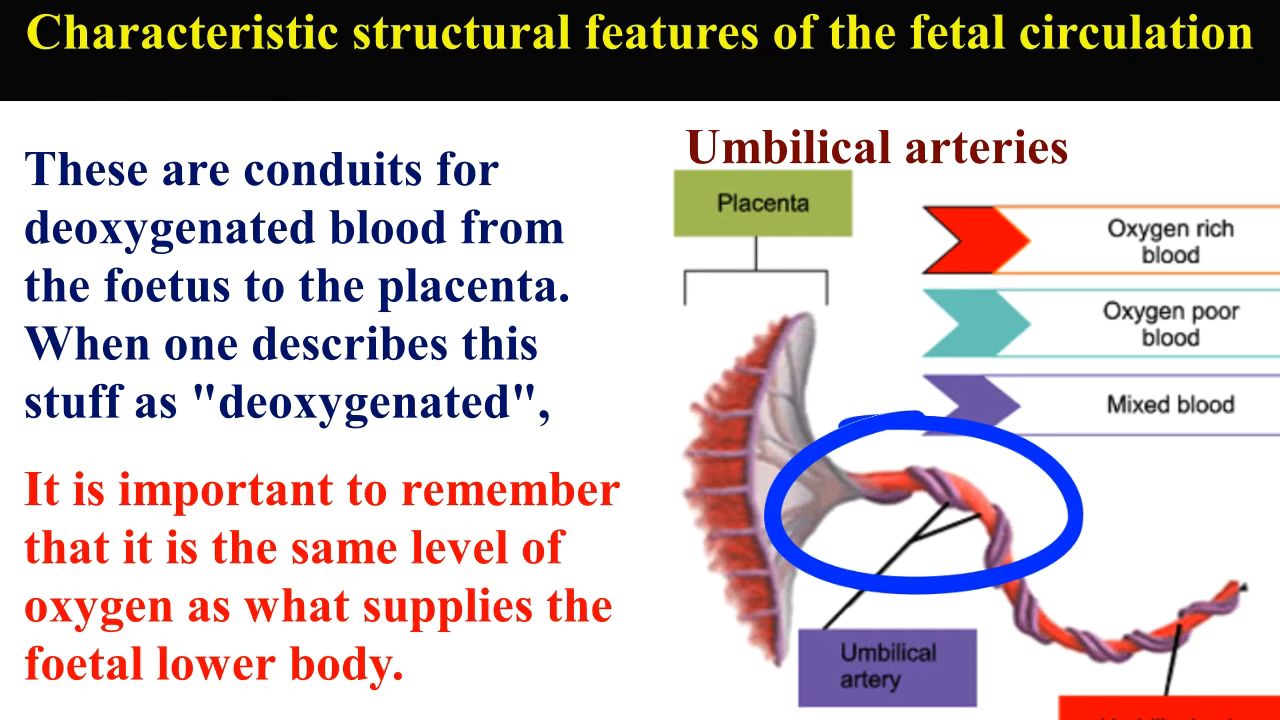 Characteristic structural features of the fetal circulation
These are conduits for
deoxygenated blood from
the foetus to the placenta.
When one describes this
stuff as "deoxygenated",
It is important to remember
that it is the same level of
oxygen as what supplies the
foetal lower body.
Umbilical arteries
Placenta
Oxygen rich
blood
Oxygen poor
blood
Mixed blood
Umbilical
artery